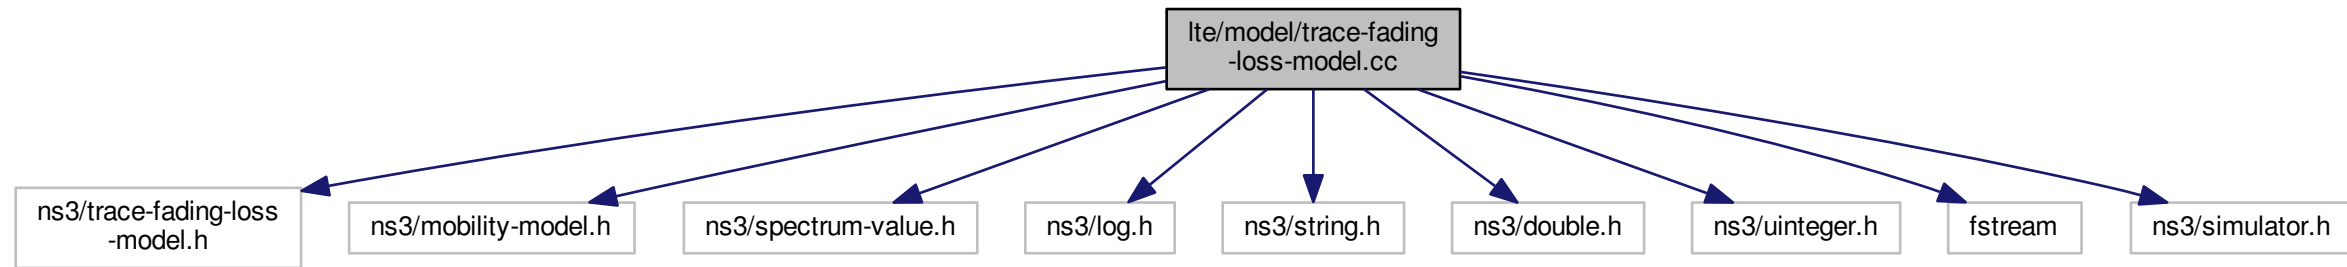 lte/model/trace-fading
-loss-model.cc
ns3/trace-fading-loss
-model.h
ns3/mobility-model.h
ns3/spectrum-value.h
ns3/log.h
ns3/string.h
ns3/double.h
ns3/uinteger.h
fstream
ns3/simulator.h